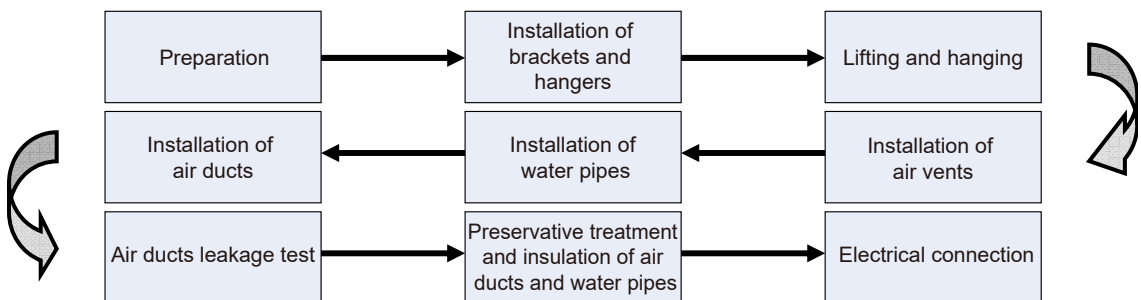 Preparation
Installation of
brackets and
hangers
Lifting and hanging
Installation of
air vents
Installation of
water pipes
Installation of
air ducts
Air ducts leakage test
Preservative treatment
and insulation of air
ducts and water pipes
Electrical connection